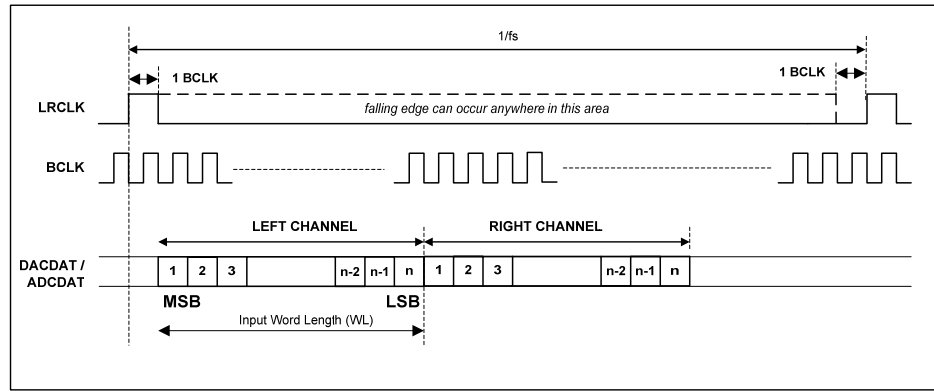 1/fs
1 BCLK
1 BCLK
LRCLK
falling edge can occur anywhere in this area
BCLK
LEFT CHANNEL
RIGHT CHANNEL
DACDAT /
ADCDAT
1 2 3 n-2 n-1 n 1 2 3 n-2 n-1 n
MSB
LSB
Input Word Length (WL)